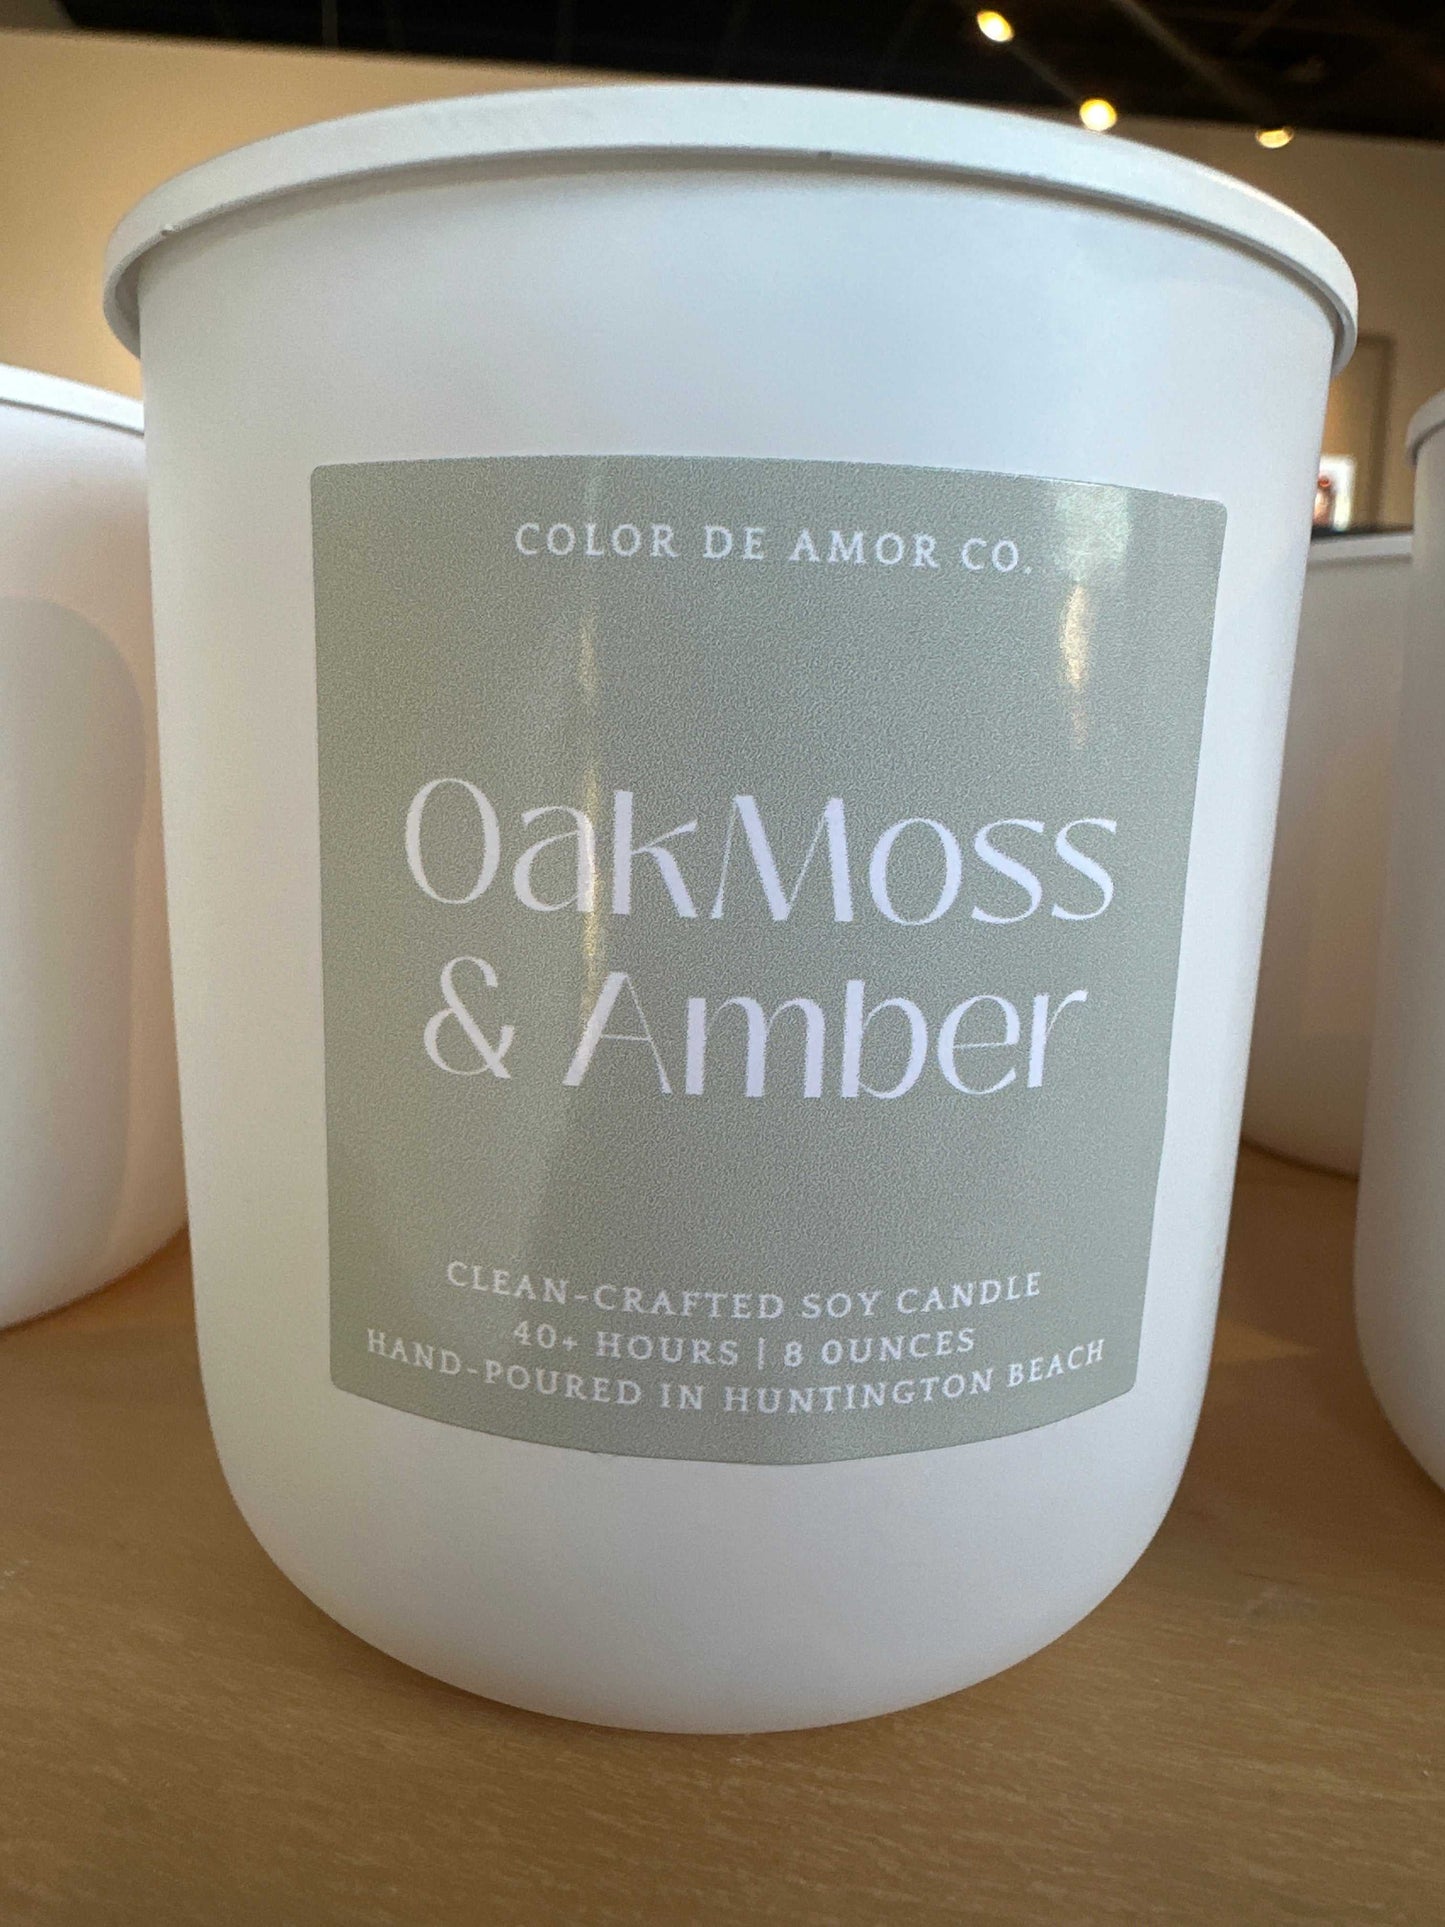 COLOR DE AMOR CO.
OakMoss
& Amber
CLEAN-CRAFTED SOY CANDLE
40+ HOURS | 8 OUNCES
HAND-POURED IN HUNTINGTON BEACH